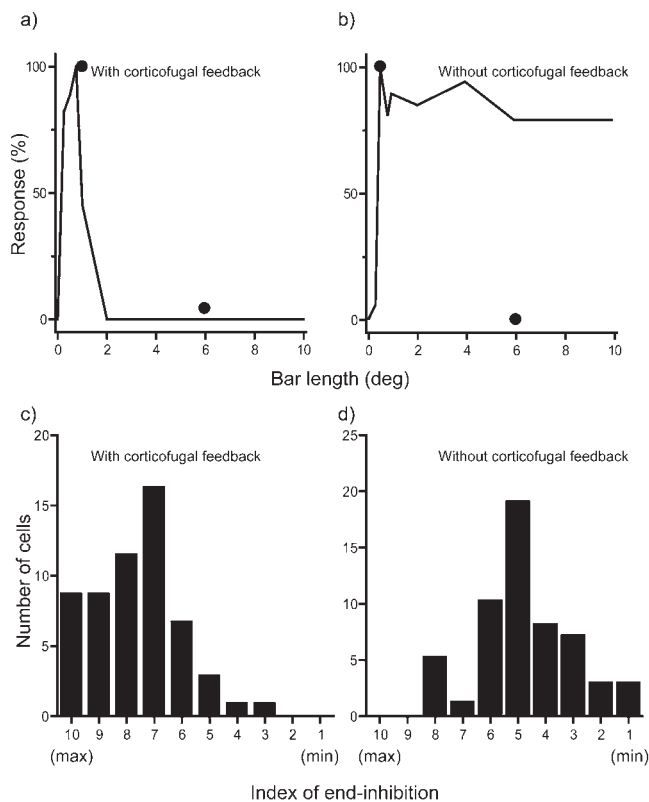 a)
b)
With corticofugal feedback
Without corticofugal feedback
Response (%)
100
50
0
0 2 4 6 8 10
100
50
0
0 2 4 6 8 10
Bar length (deg)
c)
d)
With corticofugal feedback
Without corticofugal feedback
Number of cells
20
15
10
5
0
10 9 8 7 6 5 4 3 2 1
(max) (min)
25
20
15
10
5
0
10 9 8 7 6 5 4 3 2 1
(max) (min)
Index of end-inhibition